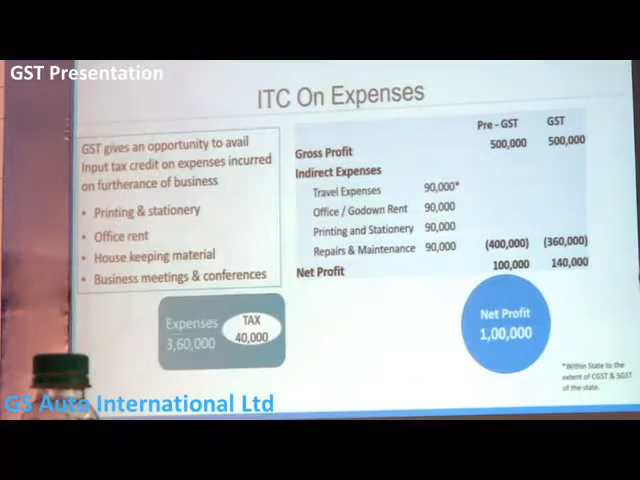 GST Presentation
ITC On Expenses
GST gives an opportunity to avail
Input tax credit on expenses incurred
on furtherance of business
• Printing & stationery
• Office rent
• House keeping material
• Business meetings & conferences
Pre - GST GST
Gross Profit 500,000 500,000
Indirect Expenses
Travel Expenses 90,000*
Office / Godown Rent 90,000
Printing and Stationery 90,000
Repairs & Maintenance 90,000 (400,000) (360,000)
Net Profit 100,000 140,000
Expenses
3,60,000
TAX
40,000
Net Profit
1,00,000
*Within State to the
extent of CGST & SGST
of the state.
GS Auto International Ltd